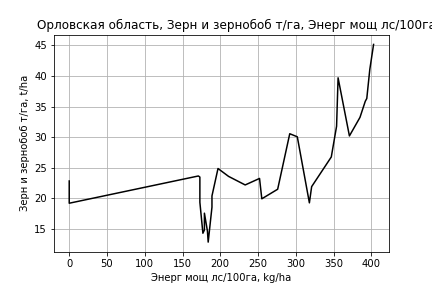 Орловская область, Зерн и зернобоб т/га, Энерг мощ лс/100га
45
40
35
30
25
20
15
Зерн и зернобоб т/га, t/ha
0 50 100 150 200 250 300 350 400
Энерг мощ лс/100га, kg/ha